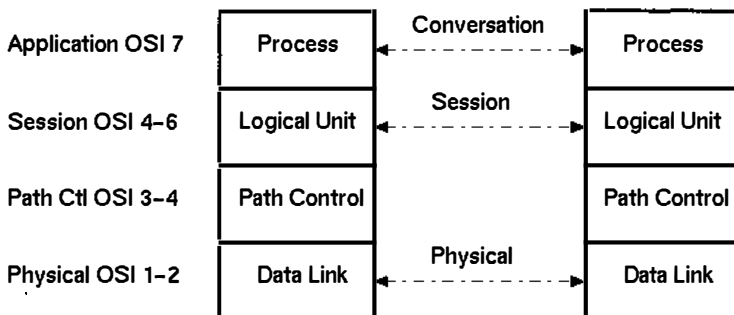 Application OSI 7 Process Conversation Process
Session OSI 4-6 Logical Unit Session Logical Unit
Path Ctl OSI 3-4 Path Control Path Control
Physical OSI 1-2 Data Link Physical Data Link